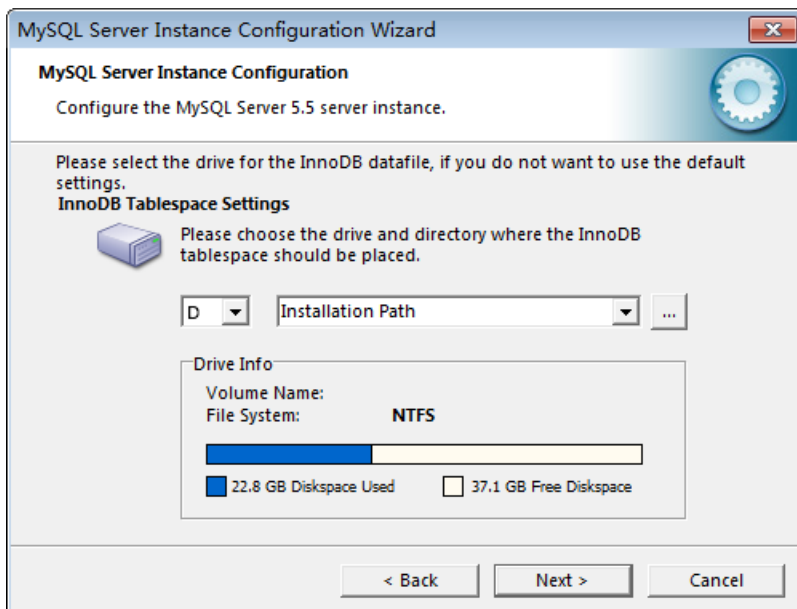 MySQL Server Instance Configuration Wizard
MySQL Server Instance Configuration
Configure the MySQL Server 5.5 server instance.
Please select the drive for the InnoDB datafile, if you do not want to use the default
settings.
InnoDB Tablespace Settings
Please choose the drive and directory where the InnoDB
tablespace should be placed.
D Installation Path ...
Drive Info
Volume Name:
File System: NTFS
22.8 GB Diskspace Used 37.1 GB Free Diskspace
< Back Next > Cancel